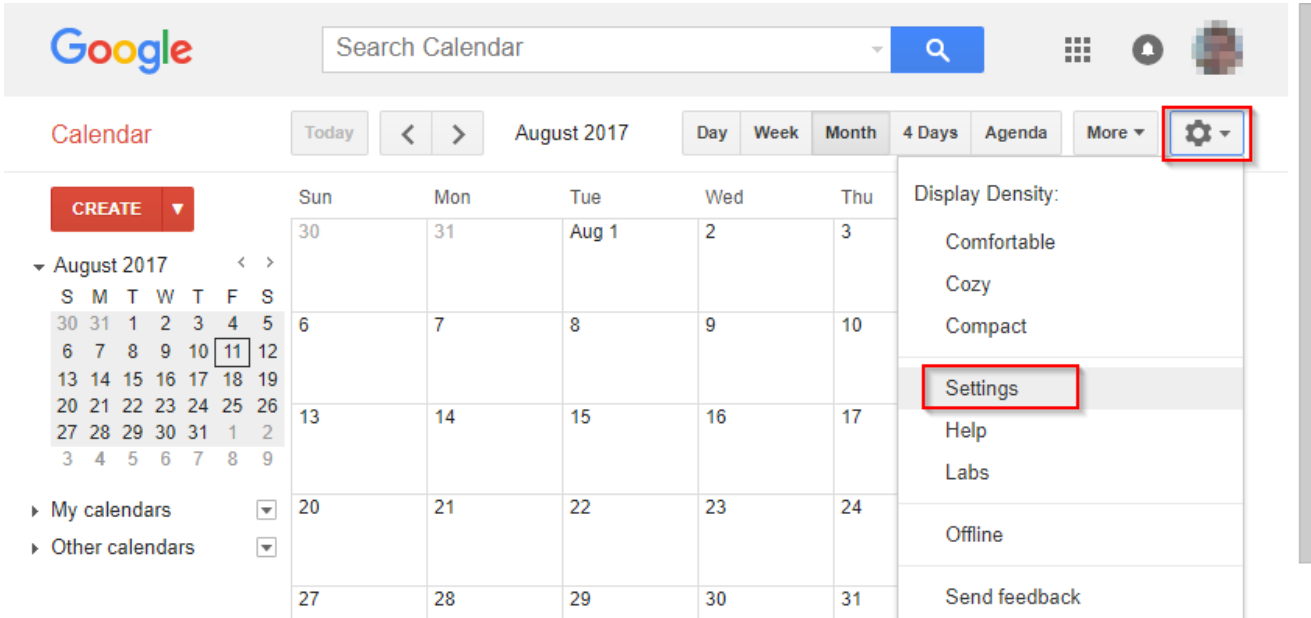 Google Search Calendar
Calendar Today August 2017 Day Week Month 4 Days Agenda More
CREATE
August 2017
S M T W T F S
30 31 1 2 3 4 5
6 7 8 9 10 11 12
13 14 15 16 17 18 19
20 21 22 23 24 25 26
27 28 29 30 31 1 2
3 4 5 6 7 8 9
My calendars
Other calendars
Sun Mon Tue Wed Thu
30 31 Aug 1 2 3
6 7 8 9 10
13 14 15 16 17
20 21 22 23 24
27 28 29 30 31
Display Density:
Comfortable
Cozy
Compact
Settings
Help
Labs
Offline
Send feedback